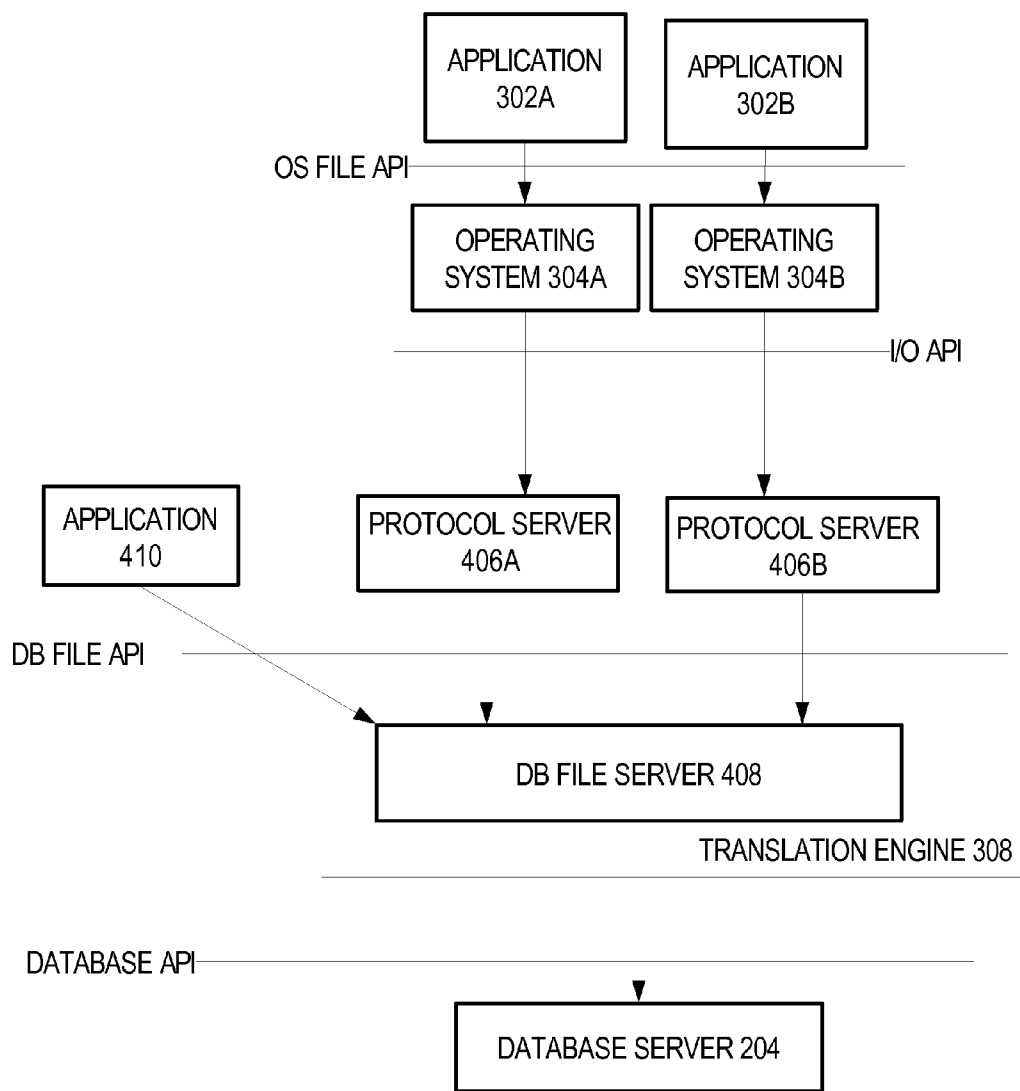 APPLICATION
302A
APPLICATION
302B
OS FILE API
OPERATING
SYSTEM 304A
OPERATING
SYSTEM 304B
I/O API
APPLICATION
410
PROTOCOL SERVER
406A
PROTOCOL SERVER
406B
DB FILE API
DB FILE SERVER 408
TRANSLATION ENGINE 308
DATABASE API
DATABASE SERVER 204